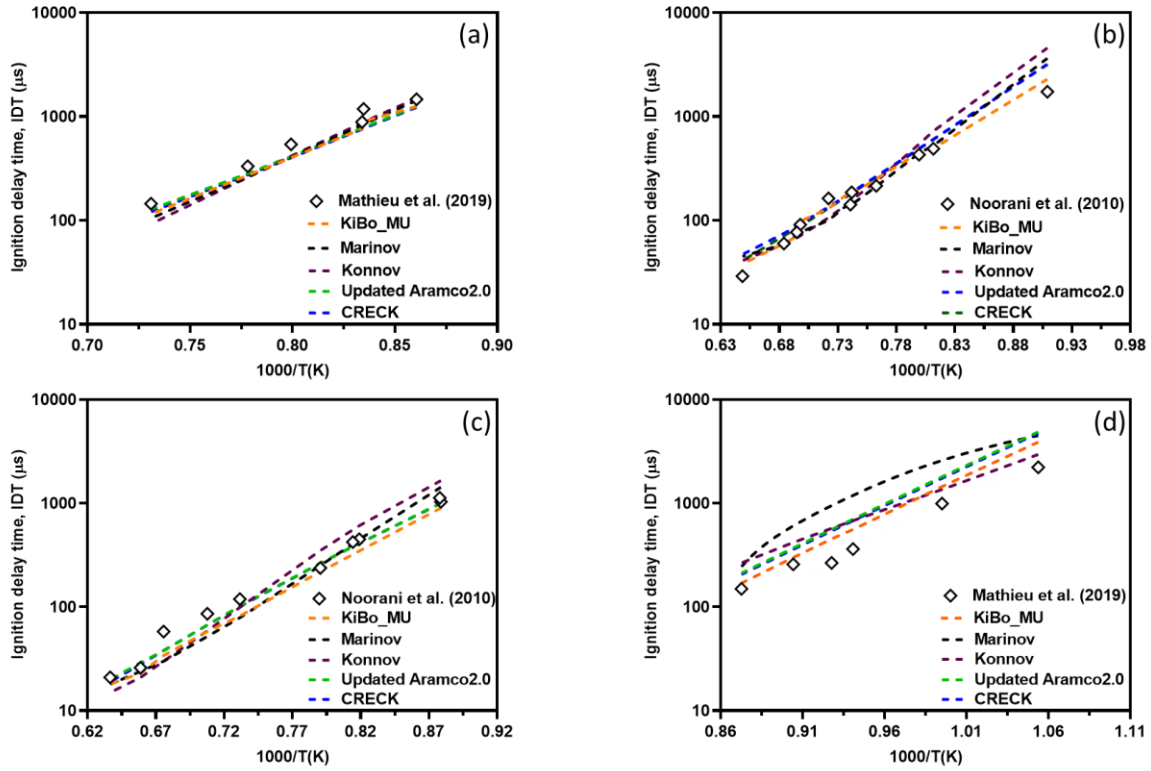 (a)
Ignition delay time, IDT (μs)
10000
1000
100
10
Mathieu et al. (2019)
KiBo_MU
Marinov
Konnov
Updated Aramco2.0
CRECK
0.70 0.75 0.80 0.85 0.90
1000/T(K)
(b)
Ignition delay time, IDT (μs)
10000
1000
100
10
Noorani et al. (2010)
KiBo_MU
Marinov
Konnov
Updated Aramco2.0
CRECK
0.63 0.68 0.73 0.78 0.83 0.88 0.93 0.98
1000/T(K)
(c)
Ignition delay time, IDT (μs)
10000
1000
100
10
Noorani et al. (2010)
KiBo_MU
Marinov
Konnov
Updated Aramco2.0
CRECK
0.62 0.67 0.72 0.77 0.82 0.87 0.92
1000/T(K)
(d)
Ignition delay time, IDT (μs)
10000
1000
100
10
Mathieu et al. (2019)
KiBo_MU
Marinov
Konnov
Updated Aramco2.0
CRECK
0.86 0.91 0.96 1.01 1.06 1.11
1000/T(K)